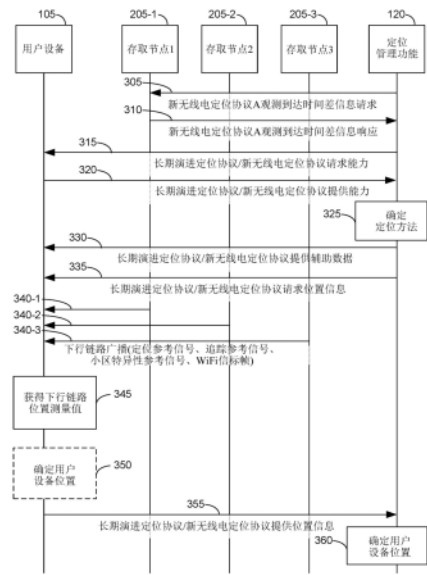 105
205-1
205-2
205-3
120
用户设备
存取节点1
存取节点2
存取节点3
定位
管理功能
305
新无线电定位协议A观测到达时间差信息请求
310
新无线电定位协议A观测到达时间差信息响应
315
长期演进定位协议/新无线电定位协议请求能力
320
长期演进定位协议/新无线电定位协议提供能力
325
确定
定位方法
330
长期演进定位协议/新无线电定位协议提供辅助数据
335
长期演进定位协议/新无线电定位协议请求位置信息
340-1
340-2
340-3
下行链路广播(定位参考信号、追踪参考信号、
小区特异性参考信号、WiFi信标帧)
获得下行链路
位置测量值
345
确定用户
设备位置
350
355
长期演进定位协议/新无线电定位协议提供位置信息
360
确定用户
设备位置